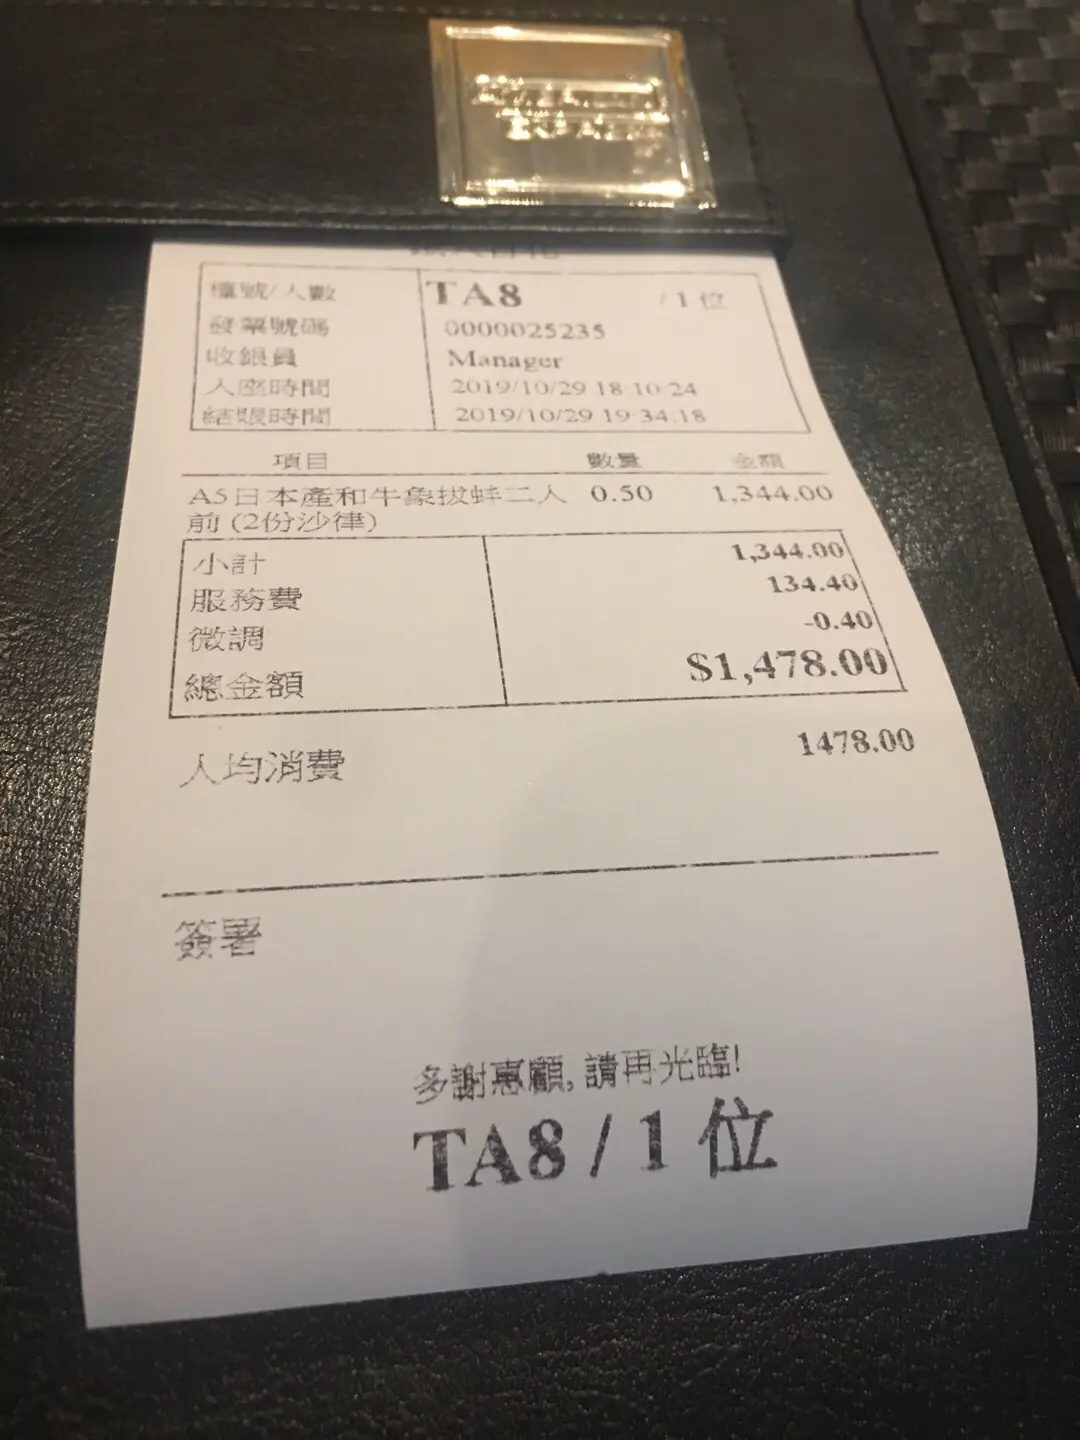 檯號/人數 TA8 / 1 位
發票號碼 0000025235
收銀員 Manager
入座時間 2019/10/29 18:10:24
結賬時間 2019/10/29 19:34:18
項目 數量 金額
A5日本產和牛象拔蚌二人 0.50 1,344.00
前 (2份沙律)
小計 1,344.00
服務費 134.40
微調 -0.40
總金額 $1,478.00
人均消費 1478.00
簽署
多謝惠顧, 請再光臨!
TA8 / 1 位